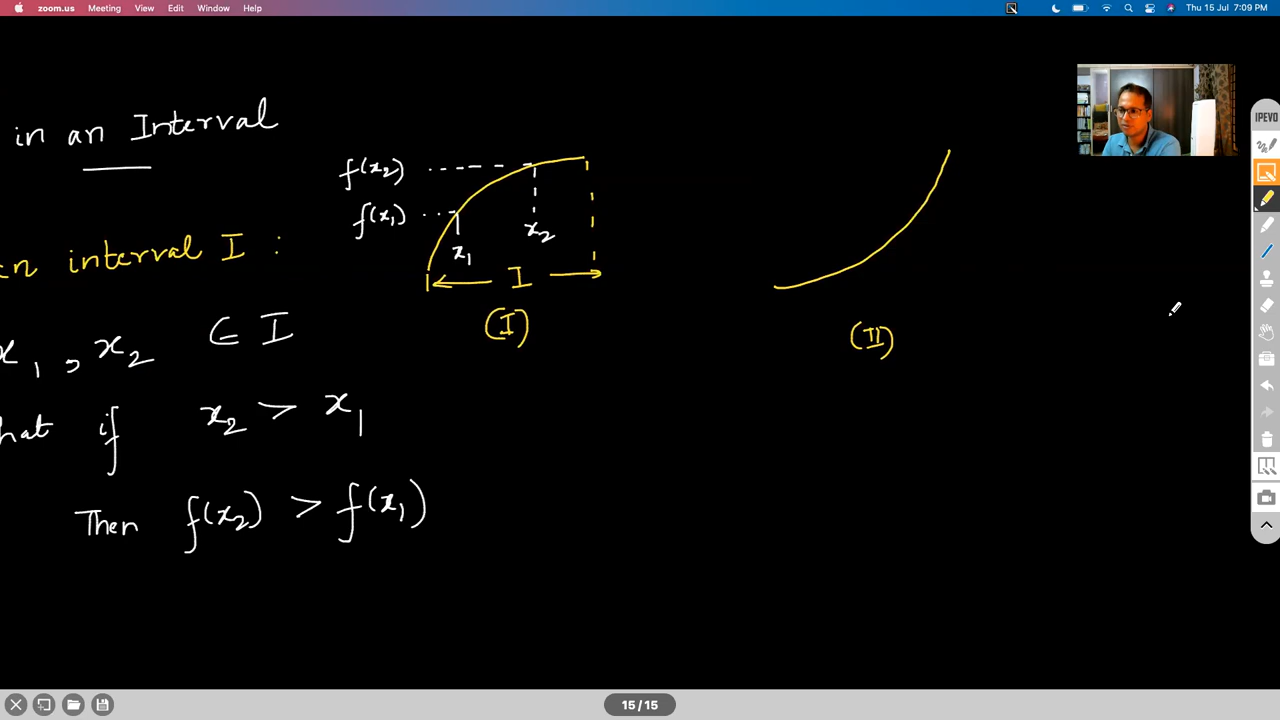 zoom.us Meeting View Edit Window Help Thu 15 Jul 7:09 PM
IPEVO
in an Interval
f(x₂)
f(x₁)
x₁ x₂
I
(I)
(II)
interval I :
x₁ , x₂ ∈ I
if x₂ > x₁
Then f(x₂) > f(x₁)
15 / 15